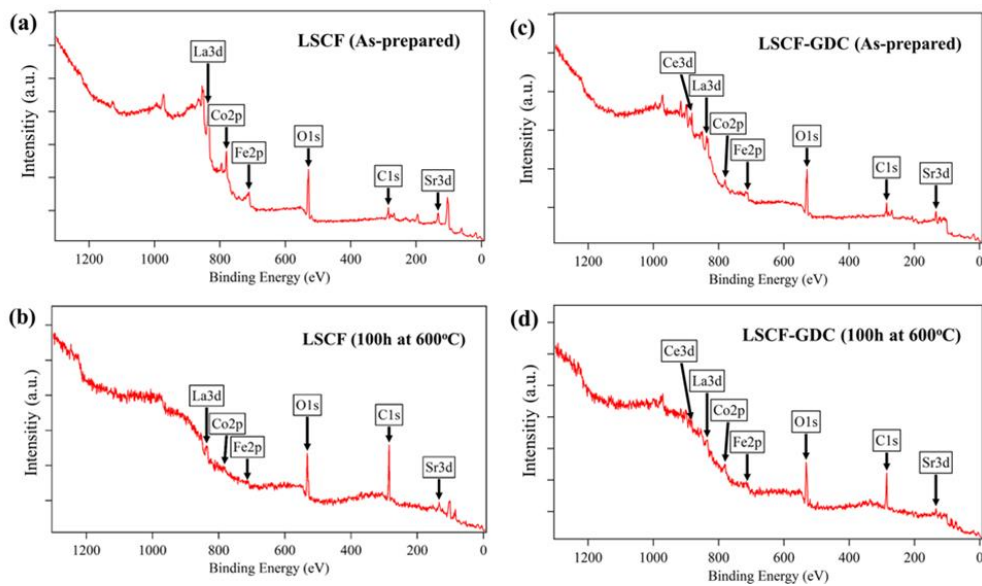 (a)
LSCF (As-prepared)
La3d
Co2p
Fe2p
O1s
C1s
Sr3d
Intensitiy (a.u.)
1200 1000 800 600 400 200 0
Binding Energy (eV)
(c)
LSCF-GDC (As-prepared)
Ce3d
La3d
Co2p
Fe2p
O1s
C1s
Sr3d
Intensitiy (a.u.)
1200 1000 800 600 400 200 0
Binding Energy (eV)
(b)
LSCF (100h at 600°C)
La3d
Co2p
Fe2p
O1s
C1s
Sr3d
Intensitiy (a.u.)
1200 1000 800 600 400 200 0
Binding Energy (eV)
(d)
LSCF-GDC (100h at 600°C)
Ce3d
La3d
Co2p
Fe2p
O1s
C1s
Sr3d
Intensitiy (a.u.)
1200 1000 800 600 400 200 0
Binding Energy (eV)